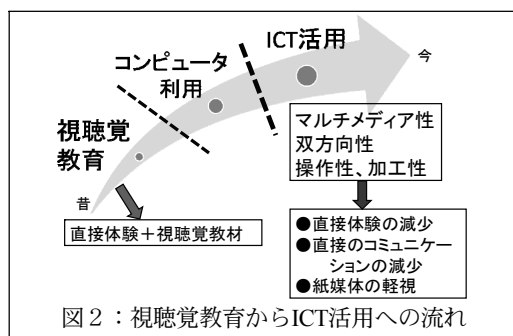 ICT活用
今
コンピュータ
利用
視聴覚
教育
マルチメディア性
双方向性
操作性、加工性
昔
直接体験＋視聴覚教材
●直接体験の減少
●直接のコミュニケー
ションの減少
●紙媒体の軽視
図２：視聴覚教育からICT活用への流れ